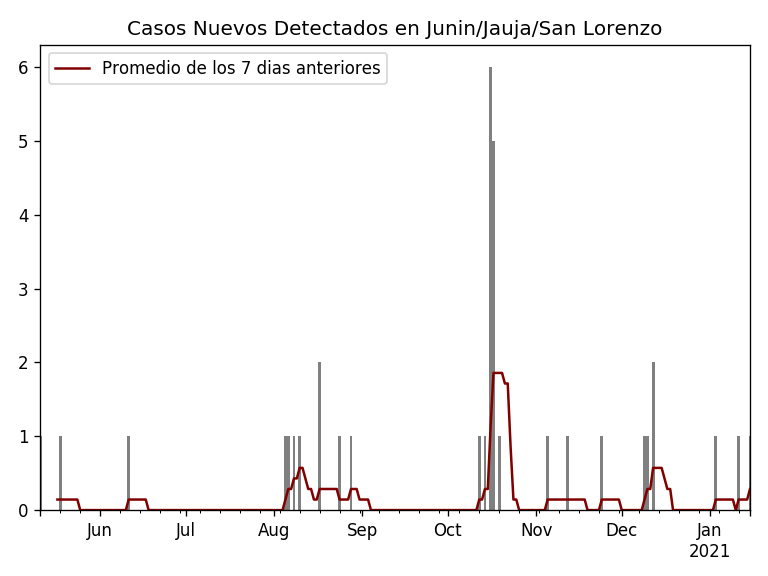 Casos Nuevos Detectados en Junin/Jauja/San Lorenzo
Promedio de los 7 dias anteriores
6
5
4
3
2
1
0
Jun Jul Aug Sep Oct Nov Dec Jan
2021